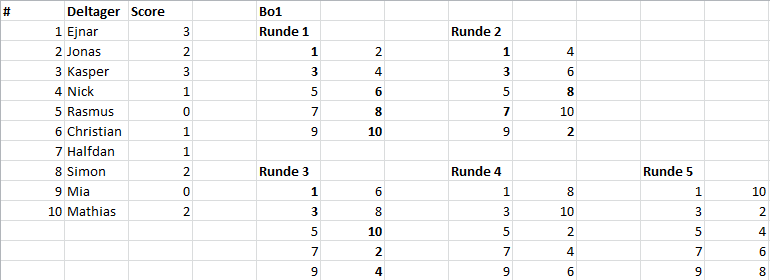 # Deltager Score Bo1
1 Ejnar 3 Runde 1 Runde 2
2 Jonas 2 1 2 1 4
3 Kasper 3 3 4 3 6
4 Nick 1 5 6 5 8
5 Rasmus 0 7 8 7 10
6 Christian 1 9 10 9 2
7 Halfdan 1
8 Simon 2 Runde 3 Runde 4 Runde 5
9 Mia 0 1 6 1 8 1 10
10 Mathias 2 3 8 3 10 3 2
5 10 5 2 5 4
7 2 7 4 7 6
9 4 9 6 9 8